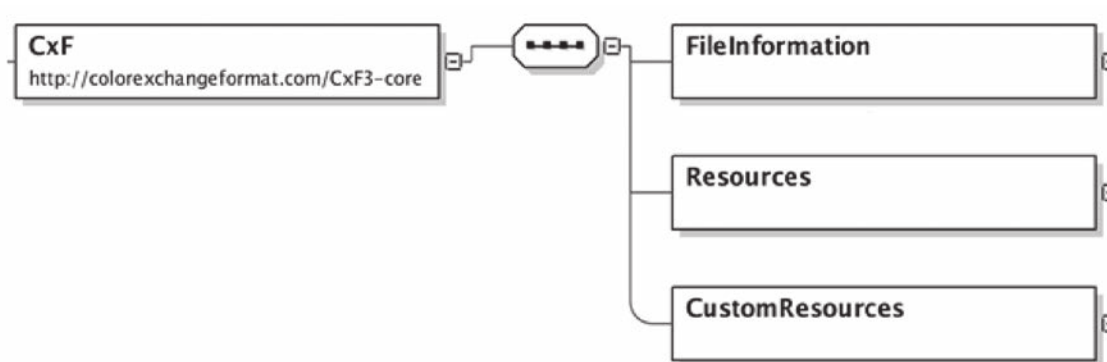 CxF
http://colorexchangeformat.com/CxF3-core
FileInformation
Resources
CustomResources